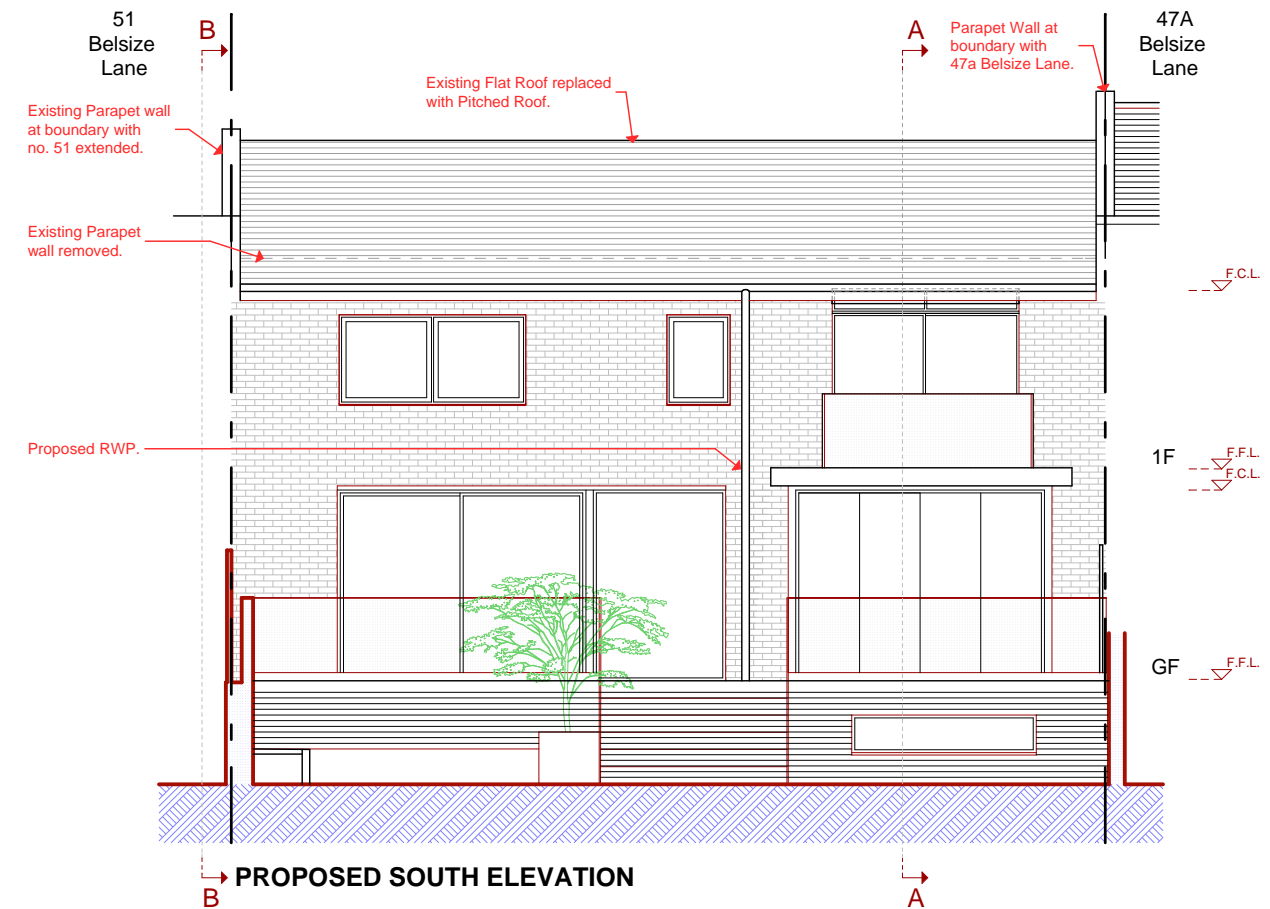 51
Belsize
Lane
B
A
Parapet Wall at
boundary with
47a Belsize Lane.
47A
Belsize
Lane
Existing Flat Roof replaced
with Pitched Roof.
Existing Parapet wall
at boundary with
no. 51 extended.
Existing Parapet
wall removed.
F.C.L.
Proposed RWP.
1F
F.F.L.
F.C.L.
GF
F.F.L.
B
PROPOSED SOUTH ELEVATION
A